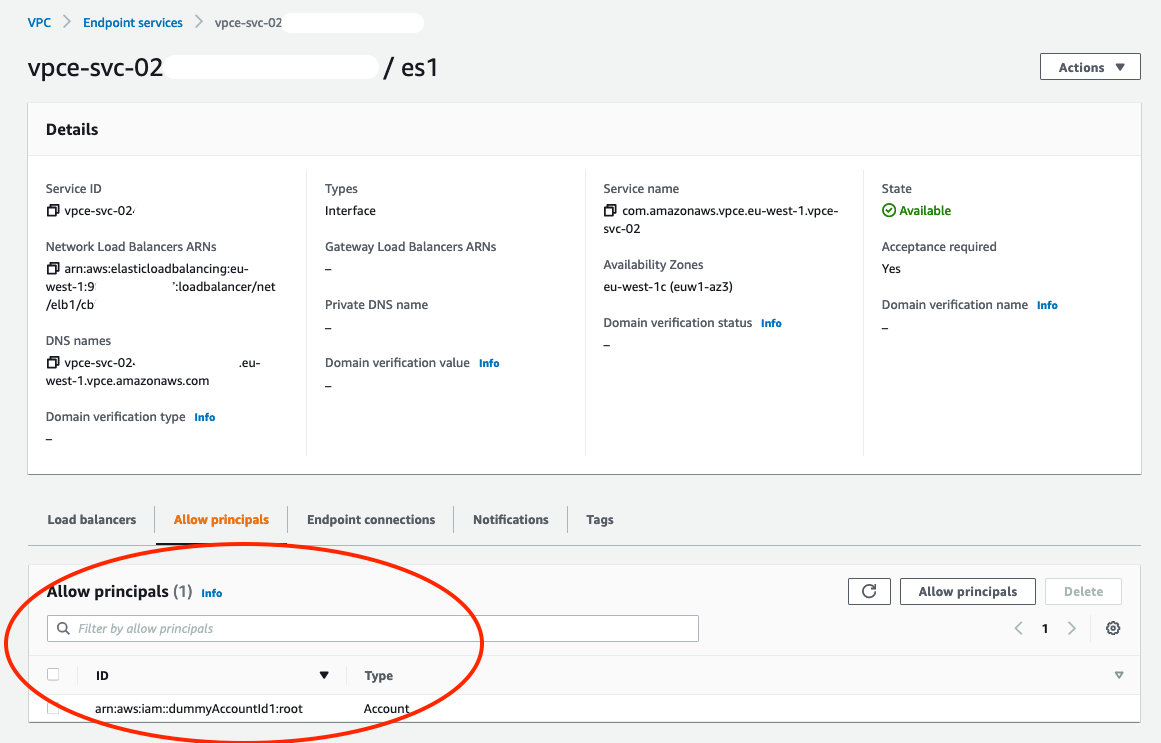 VPC > Endpoint services > vpce-svc-02
vpce-svc-02 / es1
Actions ▼
Details
Service ID
vpce-svc-02
Network Load Balancers ARNs
arn:aws:elasticloadbalancing:eu-
west-1:9 :loadbalancer/net
/elb1/cb
DNS names
vpce-svc-02 .eu-
west-1.vpce.amazonaws.com
Domain verification type Info
–
Types
Interface
Gateway Load Balancers ARNs
–
Private DNS name
–
Domain verification value Info
–
Service name
com.amazonaws.vpce.eu-west-1.vpce-
svc-02
Availability Zones
eu-west-1c (euw1-az3)
Domain verification status Info
–
State
Available
Acceptance required
Yes
Domain verification name Info
–
Load balancers Allow principals Endpoint connections Notifications Tags
Allow principals (1) Info
Allow principals Delete
Filter by allow principals
< 1 >
ID ▼ Type
arn:aws:iam::dummyAccountId1:root Account